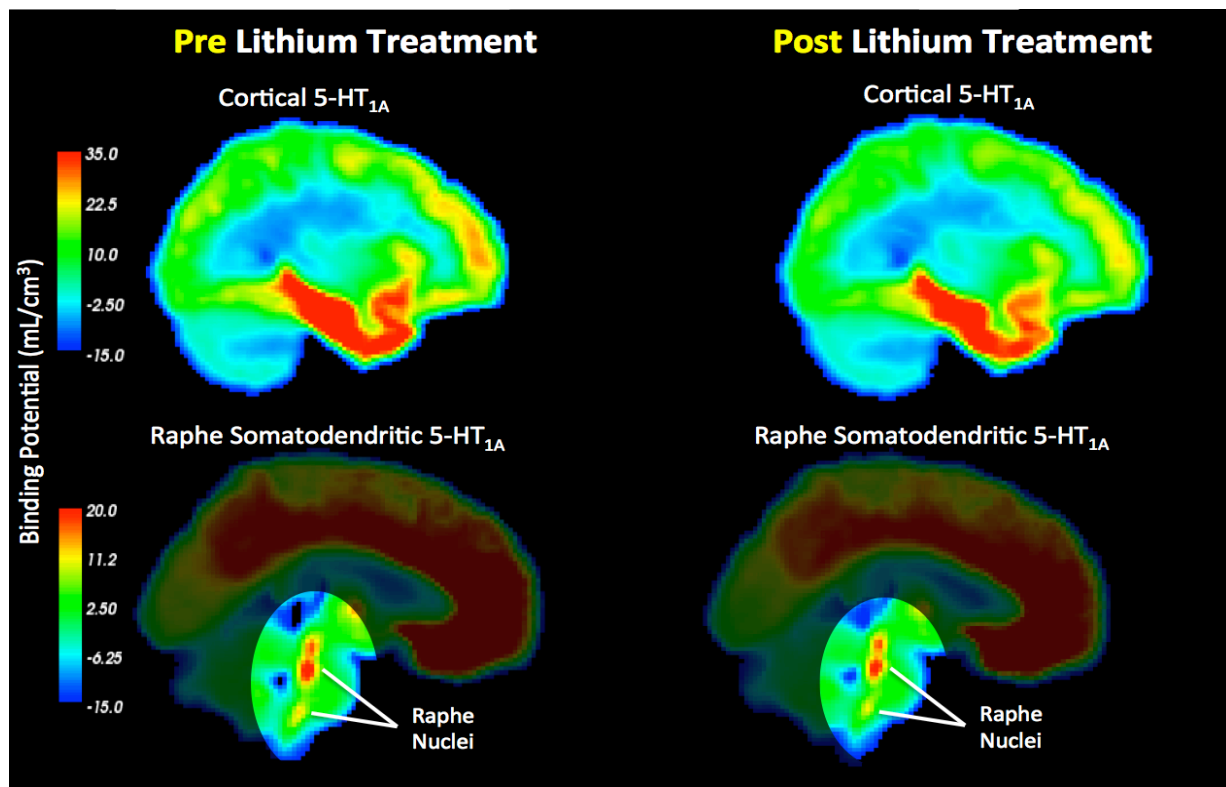 Pre Lithium Treatment
Post Lithium Treatment
Cortical 5-HT1A
Cortical 5-HT1A
Binding Potential (mL/cm³)
35.0
22.5
10.0
-2.50
-15.0
Raphe Somatodendritic 5-HT1A
Raphe Somatodendritic 5-HT1A
20.0
11.2
2.50
-6.25
-15.0
Raphe
Nuclei
Raphe
Nuclei